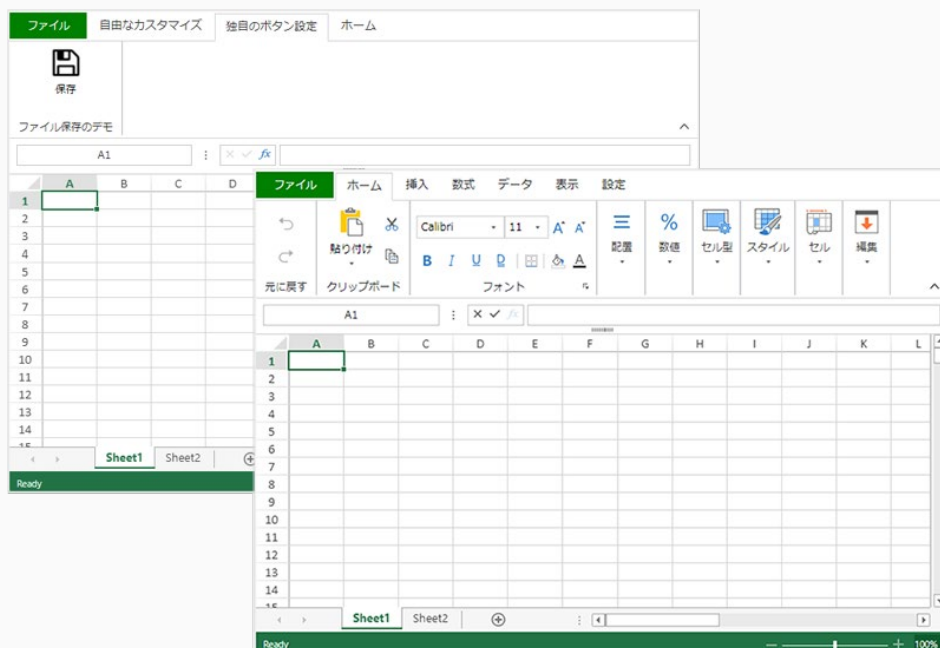 ファイル 自由なカスタマイズ 独自のボタン設定 ホーム
保存
ファイル保存のデモ
A1 fx
A B C D
1
2
3
4
5
6
7
8
9
10
11
12
13
14
15
Sheet1 Sheet2
Ready
ファイル ホーム 挿入 数式 データ 表示 設定
貼り付け Calibri 11 A A 配置 % 数値 セル型 スタイル セル 編集
B I U D A
元に戻す クリップボード フォント
A1 fx
A B C D E F G H I J K L
1
2
3
4
5
6
7
8
9
10
11
12
13
14
15
Sheet1 Sheet2
Ready 100%